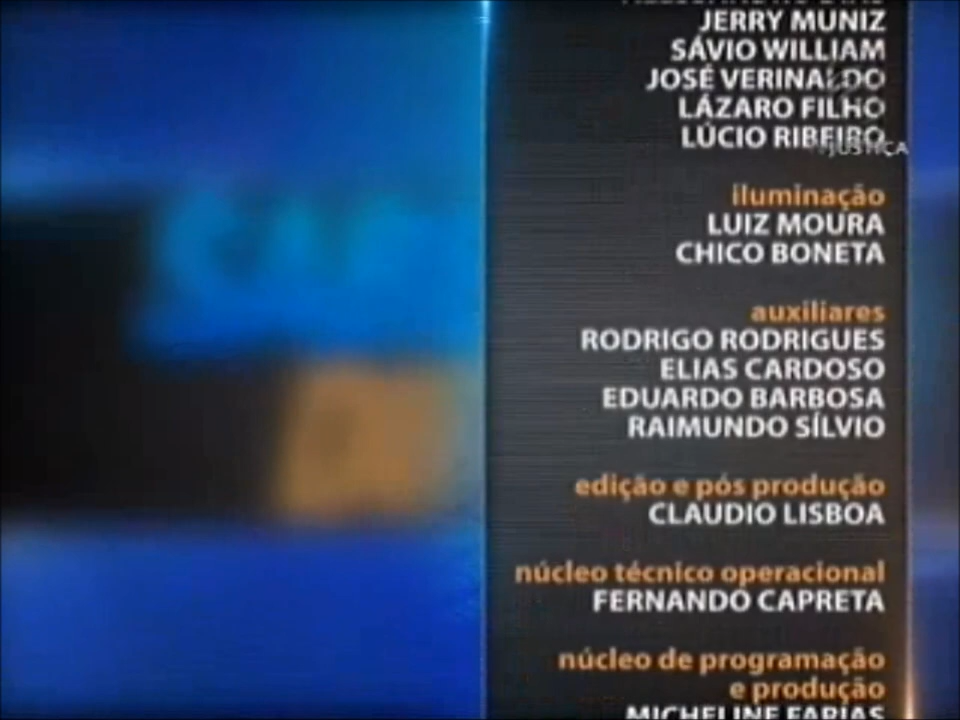 JERRY MUNIZ
SÁVIO WILLIAM
JOSÉ VERINALDO
LÁZARO FILHO
LÚCIO RIBEIRO
JUSTIÇA
iluminação
LUIZ MOURA
CHICO BONETA
auxiliares
RODRIGO RODRIGUES
ELIAS CARDOSO
EDUARDO BARBOSA
RAIMUNDO SÍLVIO
edição e pós produção
CLAUDIO LISBOA
núcleo técnico operacional
FERNANDO CAPRETA
núcleo de programação
e produção
MICHELINE FARIAS